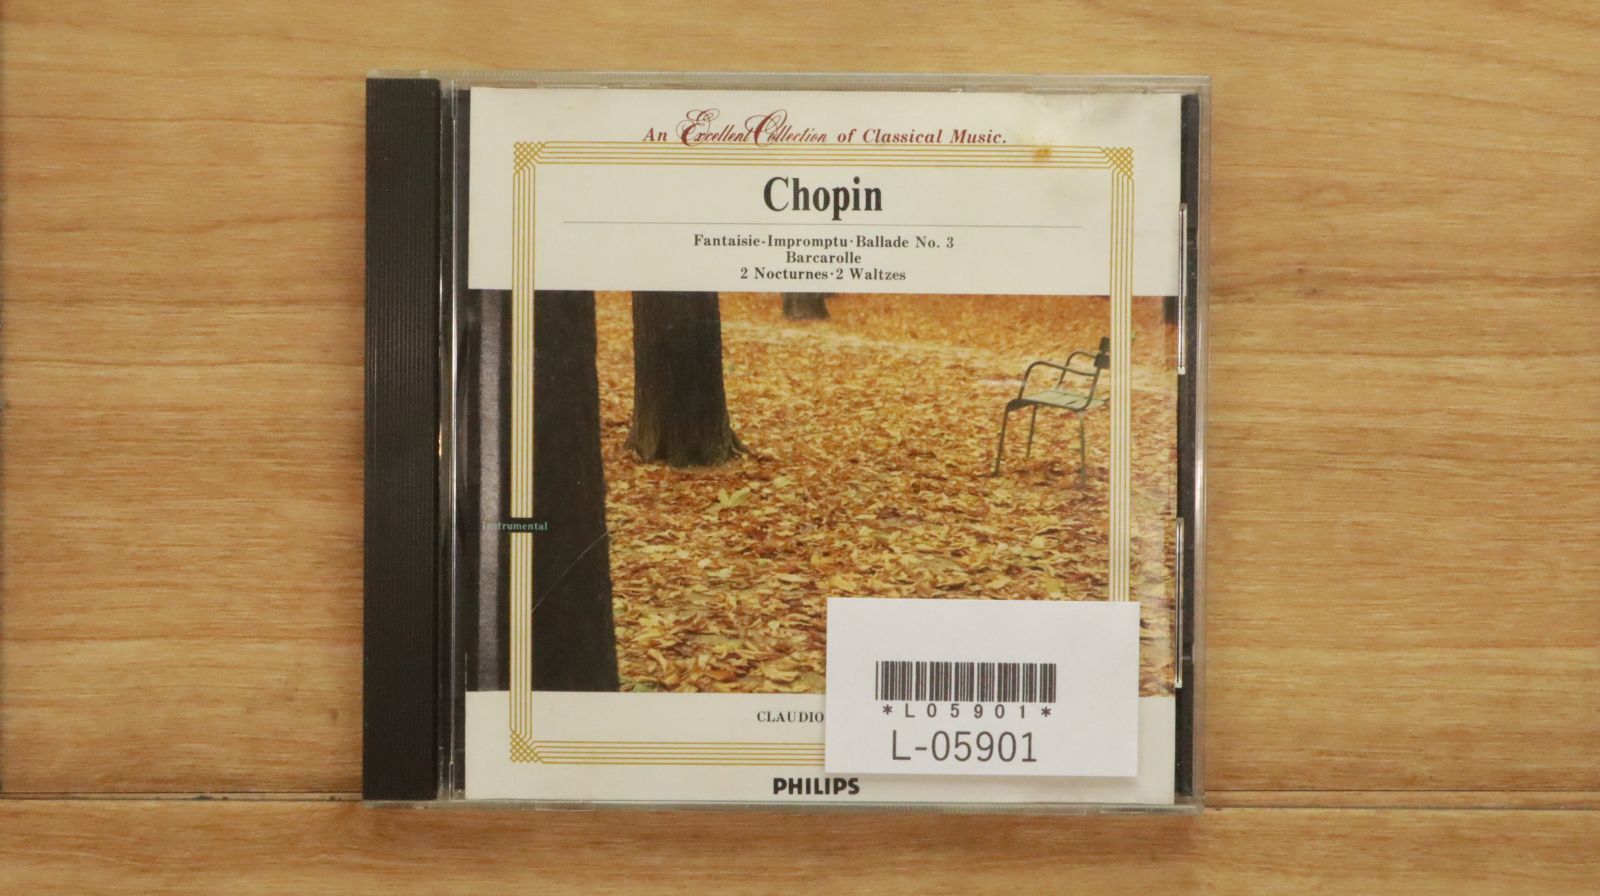 An Excellent Collection of Classical Music.
Chopin
Fantaisie-Impromptu·Ballade No. 3
Barcarolle
2 Nocturnes·2 Waltzes
Instrumental
CLAUDIO
*L05901*
L-05901
PHILIPS